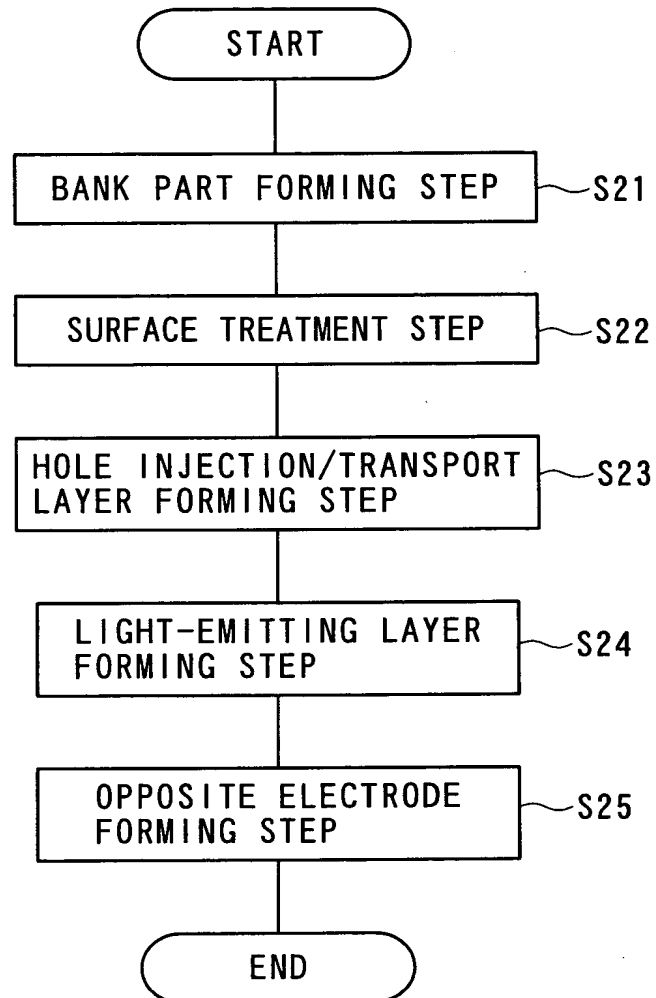 START
BANK PART FORMING STEP
S21
SURFACE TREATMENT STEP
S22
HOLE INJECTION/TRANSPORT
LAYER FORMING STEP
S23
LIGHT-EMITTING LAYER
FORMING STEP
S24
OPPOSITE ELECTRODE
FORMING STEP
S25
END